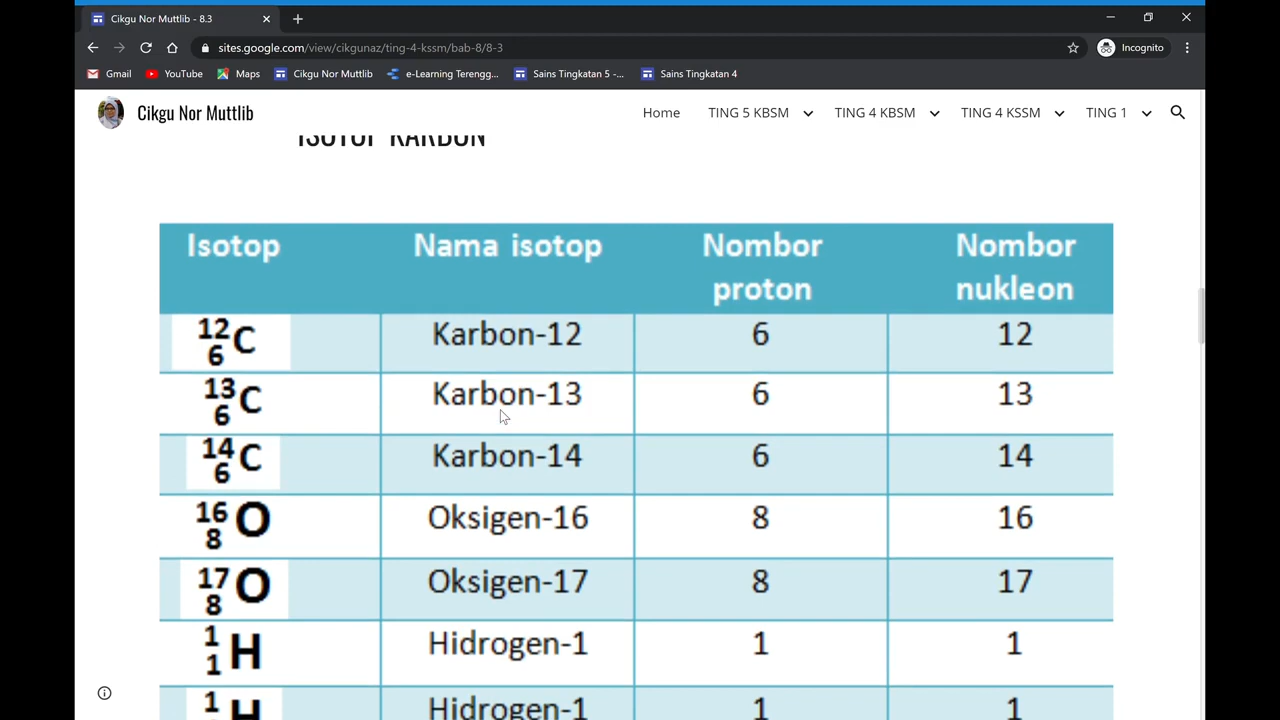 Cikgu Nor Muttlib - 8.3
sites.google.com/view/cikgunaz/ting-4-kssm/bab-8/8-3
Incognito
Gmail YouTube Maps Cikgu Nor Muttlib e-Learning Terengg... Sains Tingkatan 5 -... Sains Tingkatan 4
Cikgu Nor Muttlib Home TING 5 KBSM TING 4 KBSM TING 4 KSSM TING 1
ISOTOP KARBON
Isotop Nama isotop Nombor proton Nombor nukleon
12 6 C Karbon-12 6 12
13 6 C Karbon-13 6 13
14 6 C Karbon-14 6 14
16 8 O Oksigen-16 8 16
17 8 O Oksigen-17 8 17
1 1 H Hidrogen-1 1 1
1 H Hidrogen-1 1 1